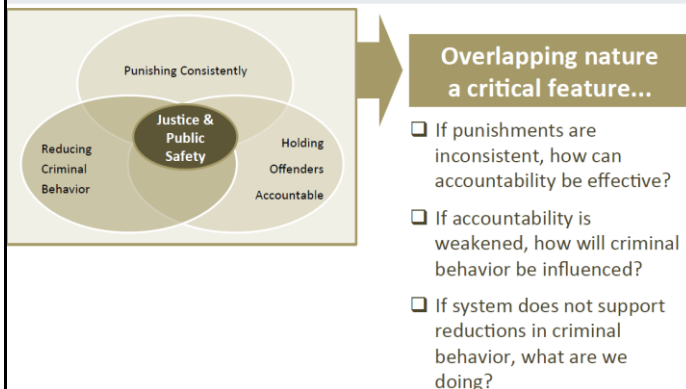 Punishing Consistently
Justice &
Public
Safety
Reducing
Criminal
Behavior
Holding
Offenders
Accountable
Overlapping nature
a critical feature...
❑ If punishments are
inconsistent, how can
accountability be effective?
❑ If accountability is
weakened, how will criminal
behavior be influenced?
❑ If system does not support
reductions in criminal
behavior, what are we
doing?